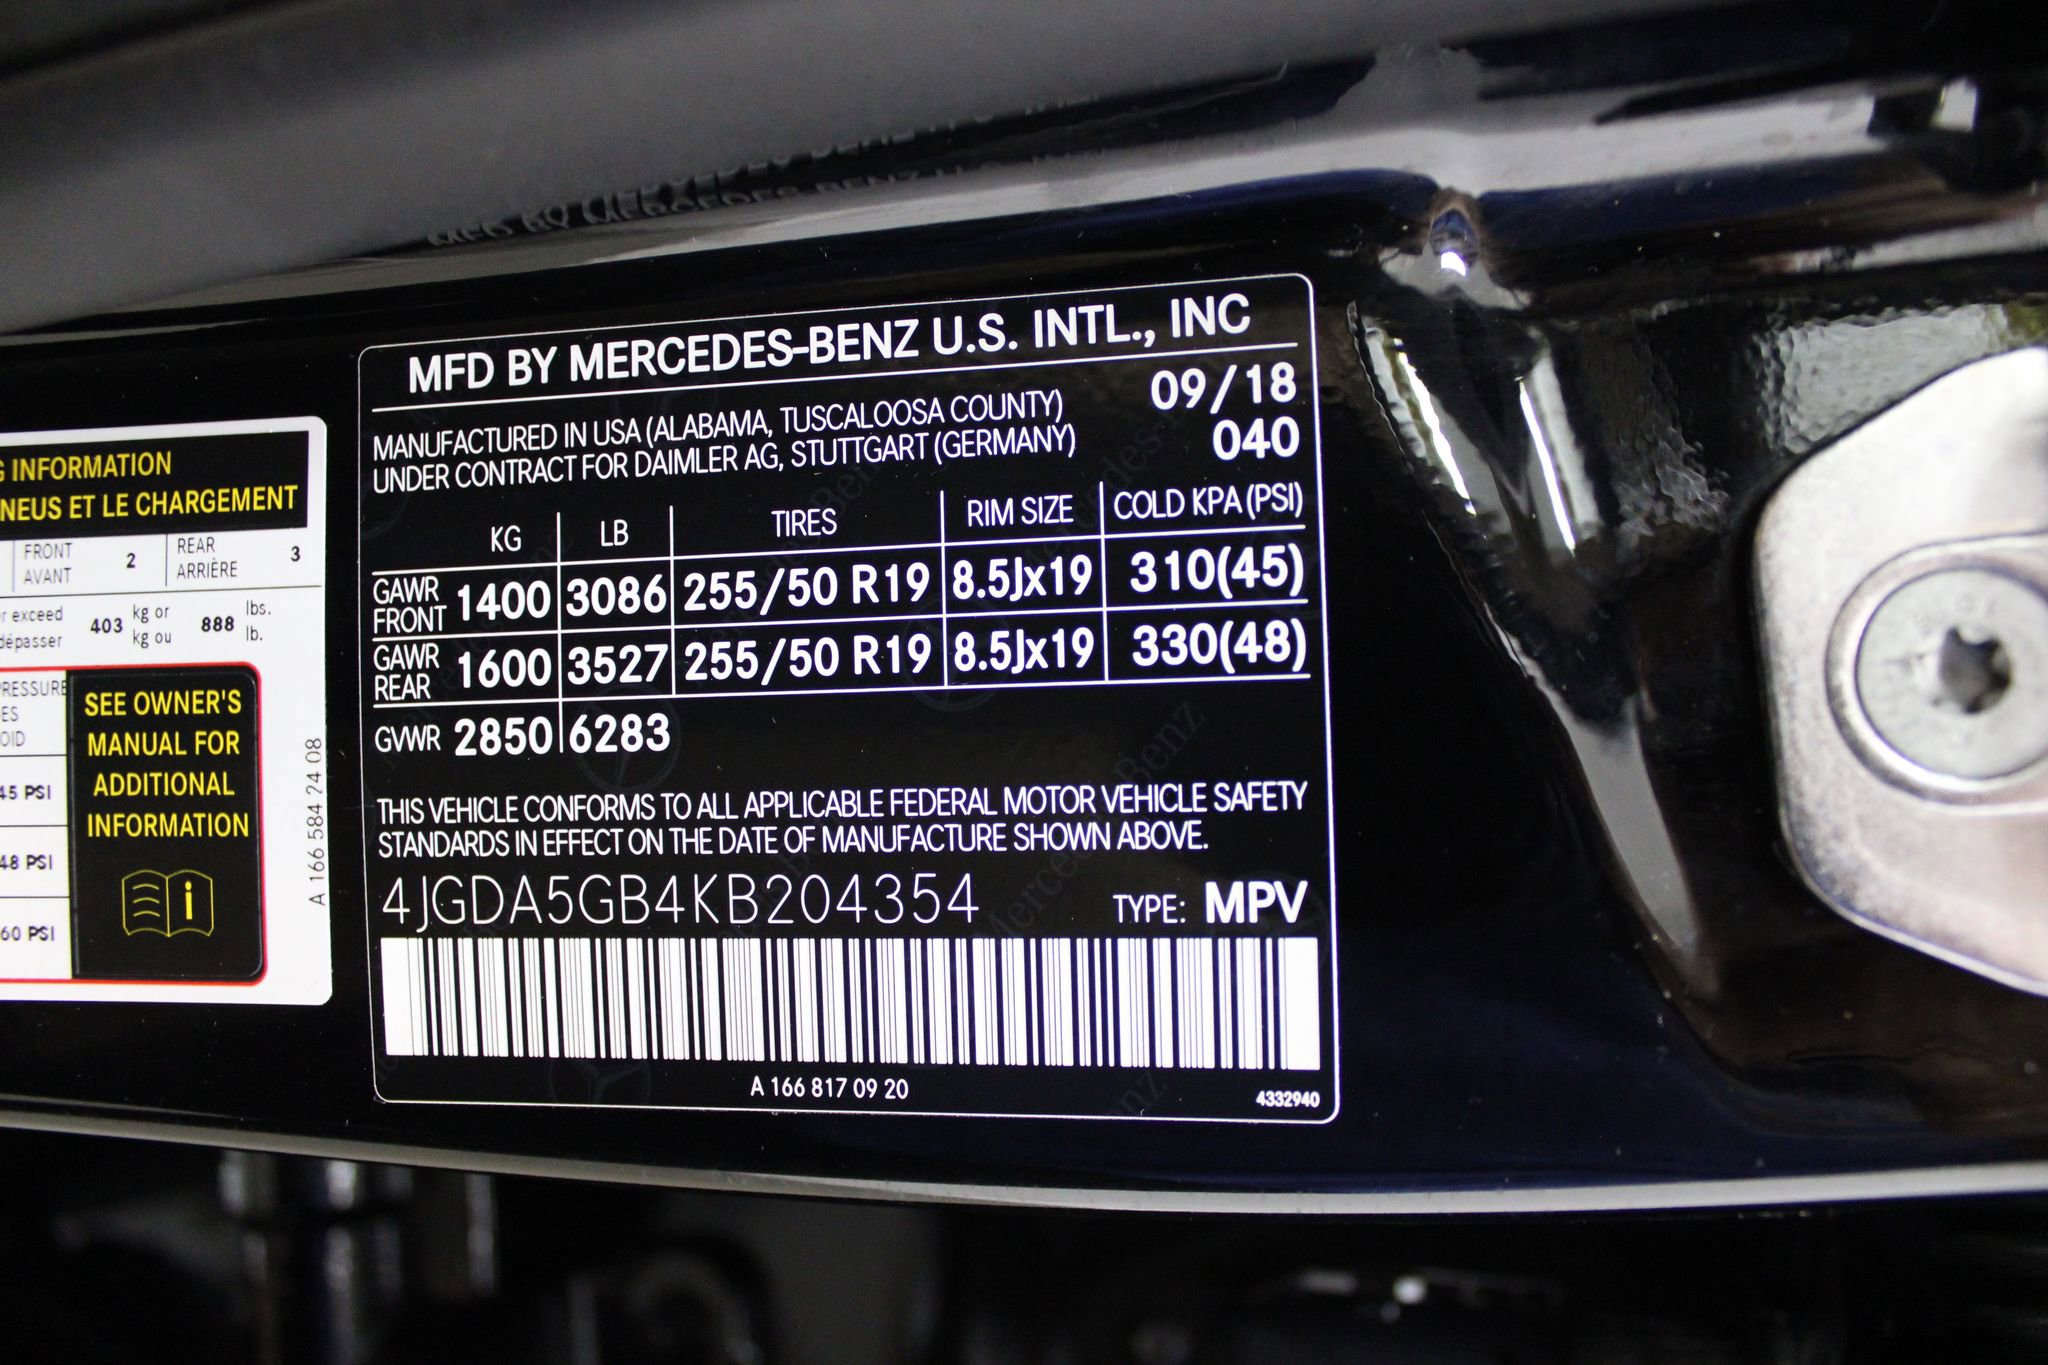 G INFORMATION
NEUS ET LE CHARGEMENT
FRONT
AVANT
2
REAR
ARRIÈRE
3
exceed
dépasser
403
kg or
kg ou
888
lbs.
lb.
45 PSI
48 PSI
60 PSI
SEE OWNER'S
MANUAL FOR
ADDITIONAL
INFORMATION
A 166 584 24 08
MFD BY MERCEDES-BENZ U.S. INTL., INC
MANUFACTURED IN USA (ALABAMA, TUSCALOOSA COUNTY) 09/18
UNDER CONTRACT FOR DAIMLER AG, STUTTGART (GERMANY) 040
KG LB TIRES RIM SIZE COLD KPA (PSI)
GAWR FRONT 1400 3086 255/50 R19 8.5Jx19 310(45)
GAWR REAR 1600 3527 255/50 R19 8.5Jx19 330(48)
GVWR 2850 6283
THIS VEHICLE CONFORMS TO ALL APPLICABLE FEDERAL MOTOR VEHICLE SAFETY
STANDARDS IN EFFECT ON THE DATE OF MANUFACTURE SHOWN ABOVE.
4JGDA5GB4KB204354 TYPE: MPV
A 166 817 09 20
4332940